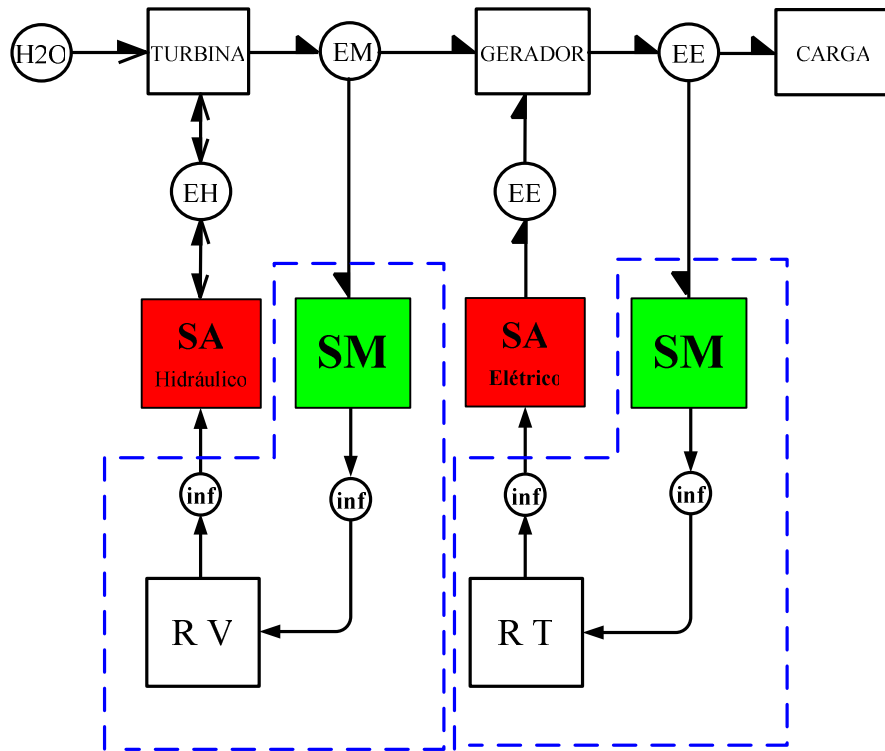 H2O
TURBINA
EM
GERADOR
EE
CARGA
EH
EE
SA
Hidráulico
SM
SA
Elétrico
SM
inf
inf
inf
inf
R V
R T